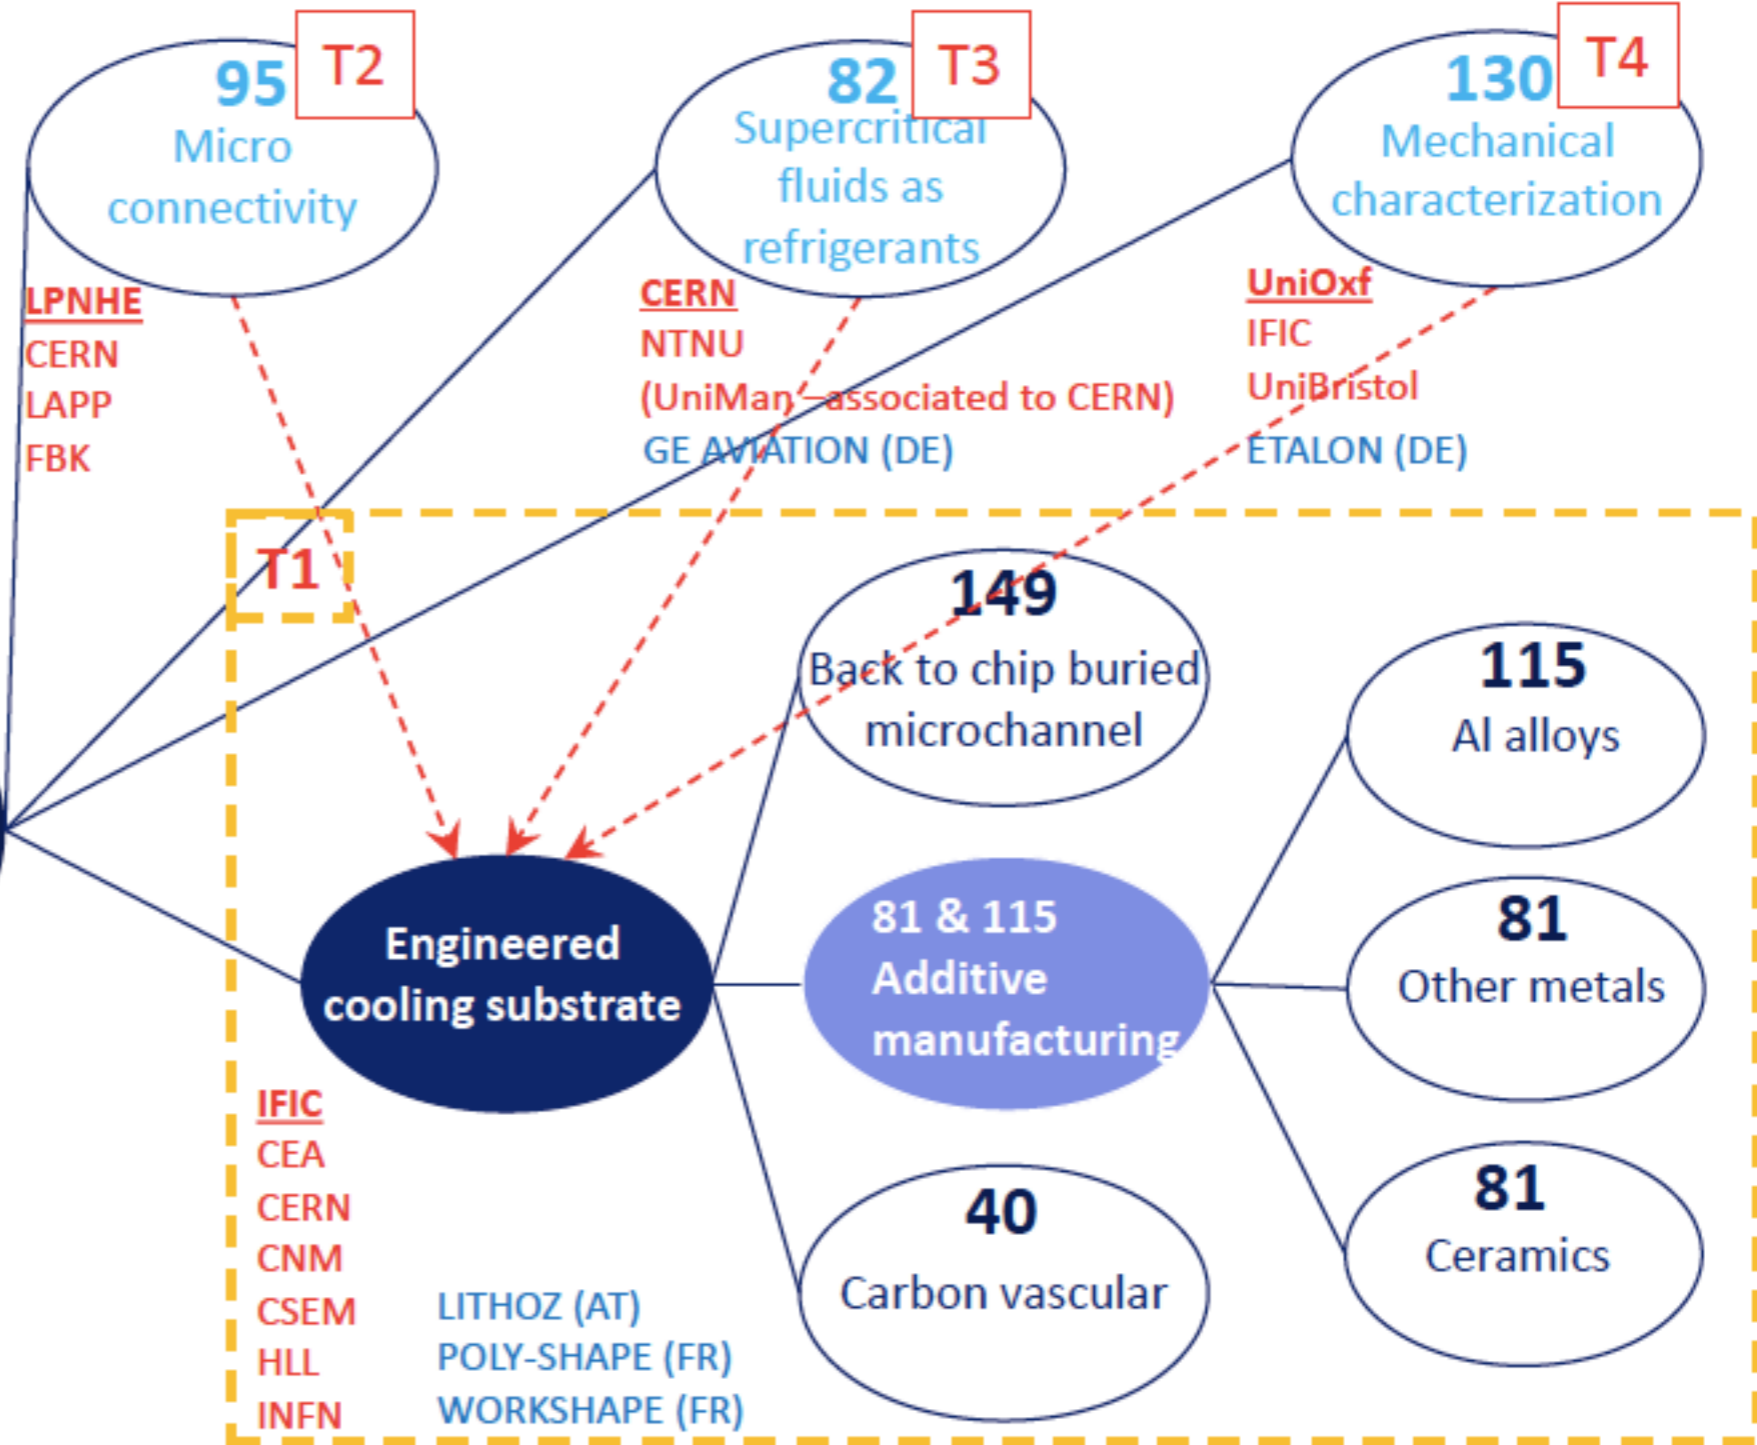 95
T2
Micro
connectivity
82
T3
Supercritical
fluids as
refrigerants
130
T4
Mechanical
characterization
LPNHE
CERN
LAPP
FBK
CERN
NTNU
(UniMan –associated to CERN)
GE AVIATION (DE)
UniOxf
IFIC
UniBristol
ETALON (DE)
T1
149
Back to chip buried
microchannel
115
Al alloys
Engineered
cooling substrate
81 & 115
Additive
manufacturing
81
Other metals
40
Carbon vascular
81
Ceramics
IFIC
CEA
CERN
CNM
CSEM
HLL
INFN
LITHOZ (AT)
POLY-SHAPE (FR)
WORKSHAPE (FR)